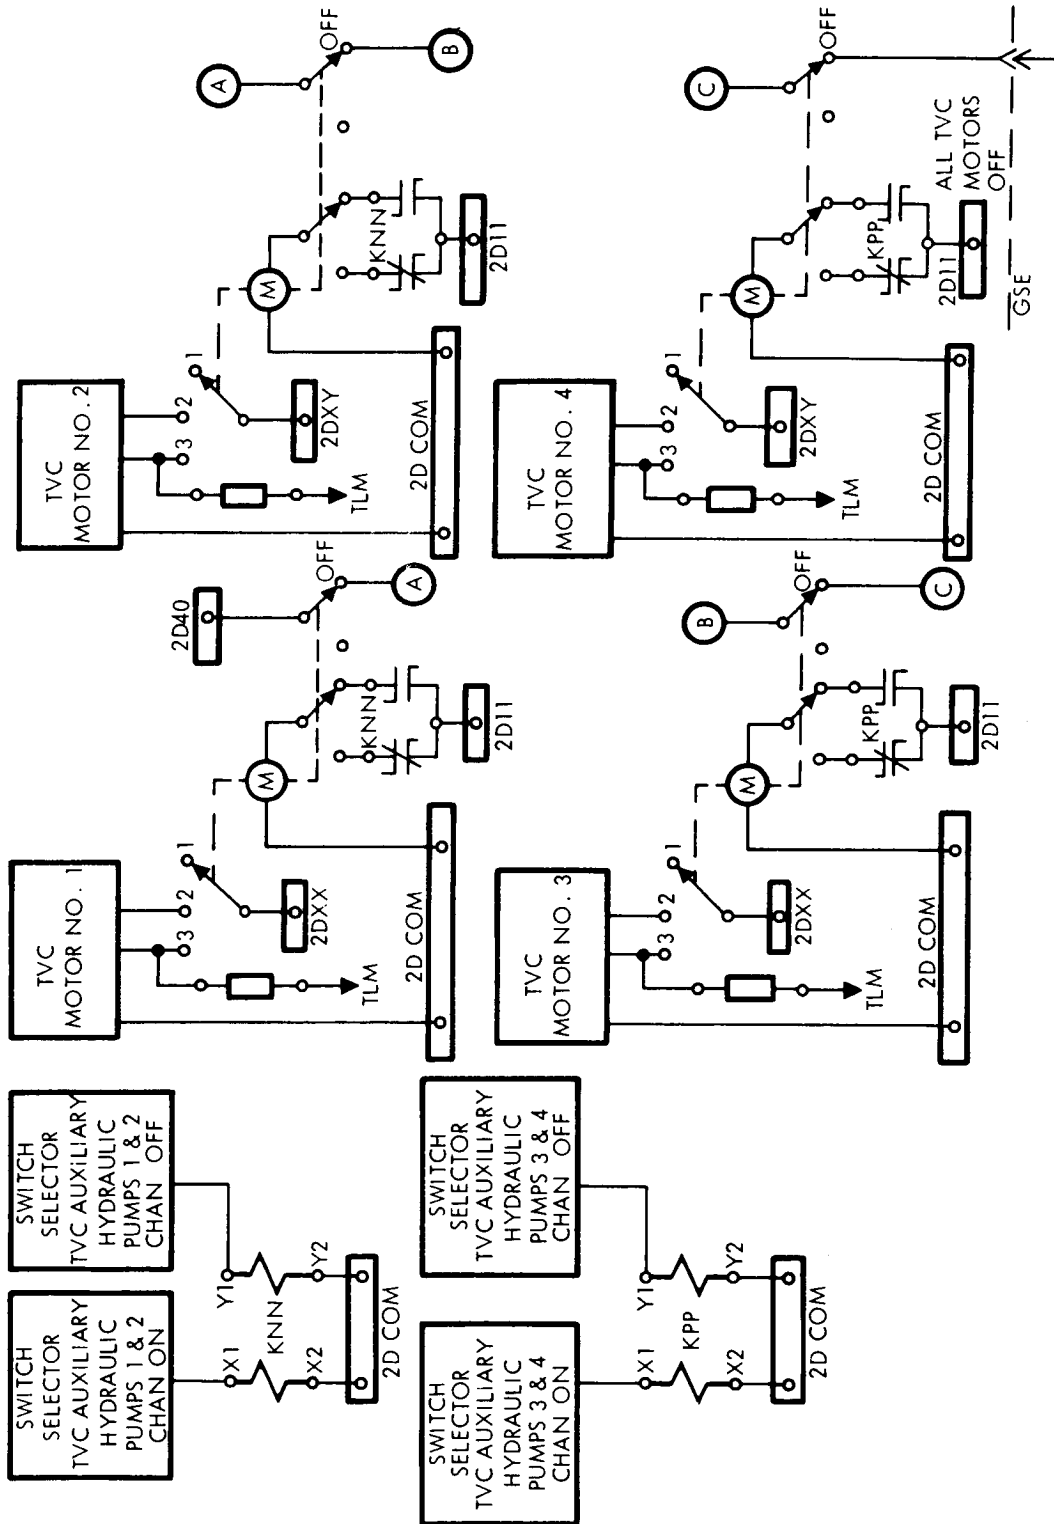 SWITCH
SELECTOR
TVC AUXILIARY
HYDRAULIC
PUMPS 1 & 2
CHAN ON
SWITCH
SELECTOR
TVC AUXILIARY
HYDRAULIC
PUMPS 1 & 2
CHAN OFF
X1
Y1
KNN
X2
Y2
2D COM
TVC
MOTOR NO. 1
3
2
1
TLM
2DXX
2D COM
M
KNN
2D11
2D40
OFF
A
TVC
MOTOR NO. 2
3
2
1
TLM
2DXY
2D COM
M
KNN
2D11
A
OFF
B
SWITCH
SELECTOR
TVC AUXILIARY
HYDRAULIC
PUMPS 3 & 4
CHAN ON
SWITCH
SELECTOR
TVC AUXILIARY
HYDRAULIC
PUMPS 3 & 4
CHAN OFF
X1
Y1
KPP
X2
Y2
2D COM
TVC
MOTOR NO. 3
3
2
1
TLM
2DXX
2D COM
M
KPP
2D11
B
OFF
C
TVC
MOTOR NO. 4
3
2
1
TLM
2DXY
2D COM
M
KPP
2D11
C
OFF
ALL TVC
MOTORS
OFF
GSE